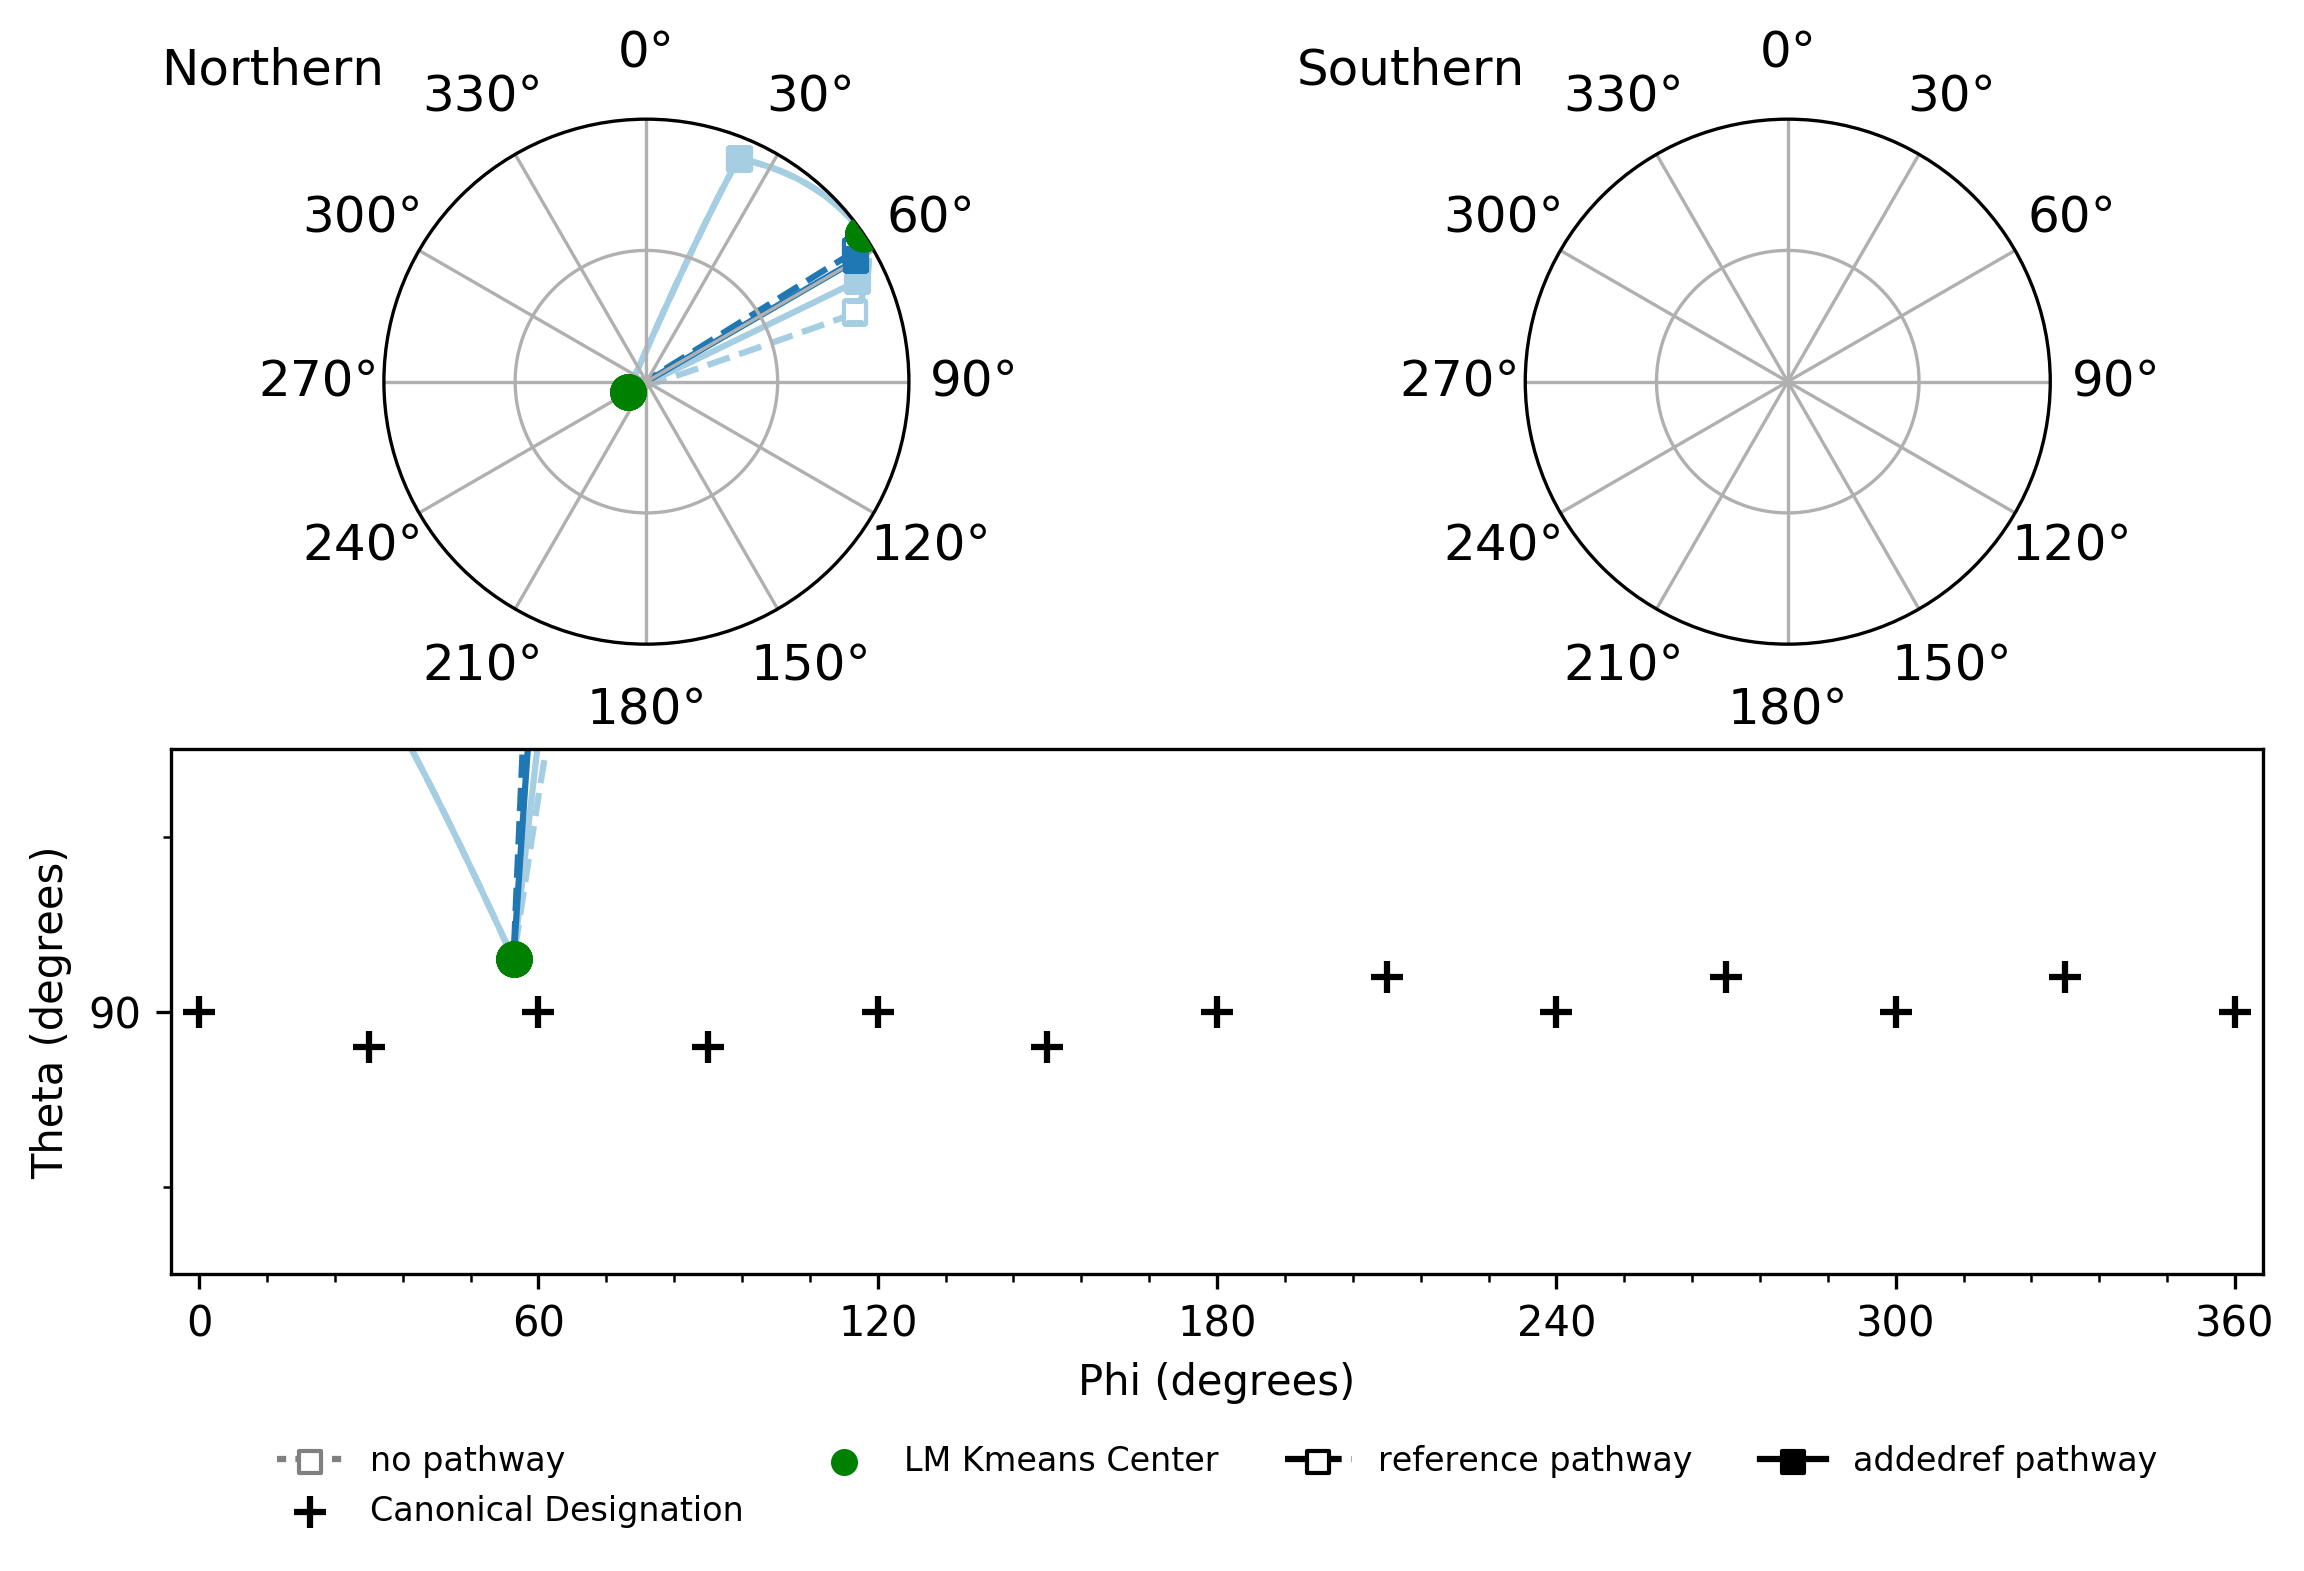 Northern
0°
330°
30°
300°
60°
270°
90°
240°
120°
210°
150°
180°
Southern
0°
330°
30°
300°
60°
270°
90°
240°
120°
210°
150°
180°
Theta (degrees)
90
0 60 120 180 240 300 360
Phi (degrees)
no pathway
LM Kmeans Center
reference pathway
addedref pathway
Canonical Designation